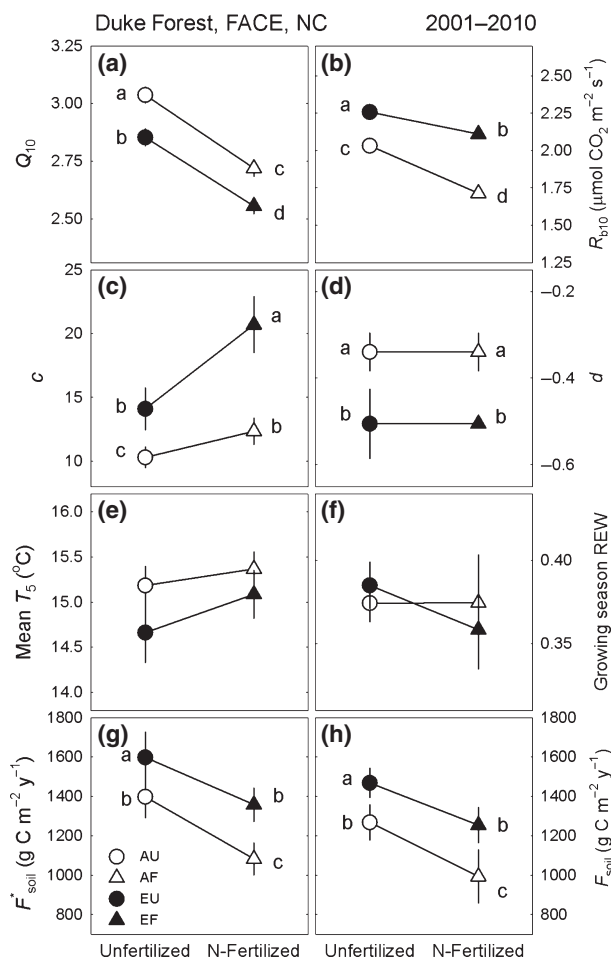 Duke Forest, FACE, NC 2001–2010
(a)
3.25
3.00
2.75
2.50
Q10
a
b
c
d
(b)
2.50
2.25
2.00
1.75
1.50
1.25
Rb10 (μmol CO2 m−2 s−1)
a
c
b
d
(c)
25
20
15
10
c
b
c
a
b
(d)
−0.2
−0.4
−0.6
d
a
b
a
b
(e)
16.0
15.5
15.0
14.5
14.0
Mean T5 (oC)
(f)
0.40
0.35
Growing season REW
(g)
1800
1600
1400
1200
1000
800
F*soil (g C m−2 y−1)
a
b
b
c
AU
AF
EU
EF
(h)
1800
1600
1400
1200
1000
800
Fsoil (g C m−2 y−1)
a
b
b
c
Unfertilized N-Fertilized Unfertilized N-Fertilized